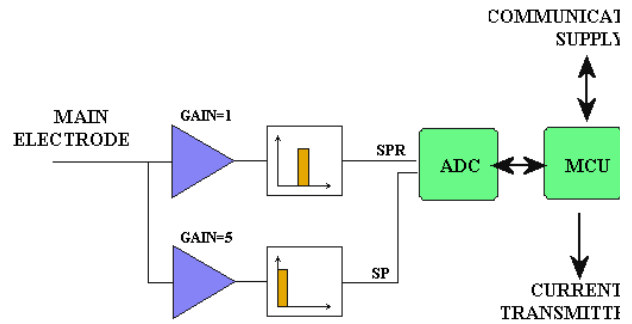 COMMUNICAT
SUPPLY
MAIN
ELECTRODE
GAIN=1
SPR
ADC
MCU
GAIN=5
SP
CURRENT
TRANSMITTE